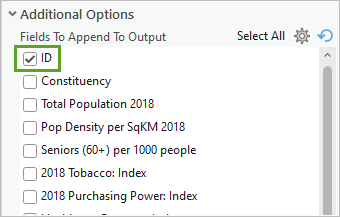 Additional Options
Fields To Append To Output Select All
ID
Constituency
Total Population 2018
Pop Density per SqKM 2018
Seniors (60+) per 1000 people
2018 Tobacco: Index
2018 Purchasing Power: Index